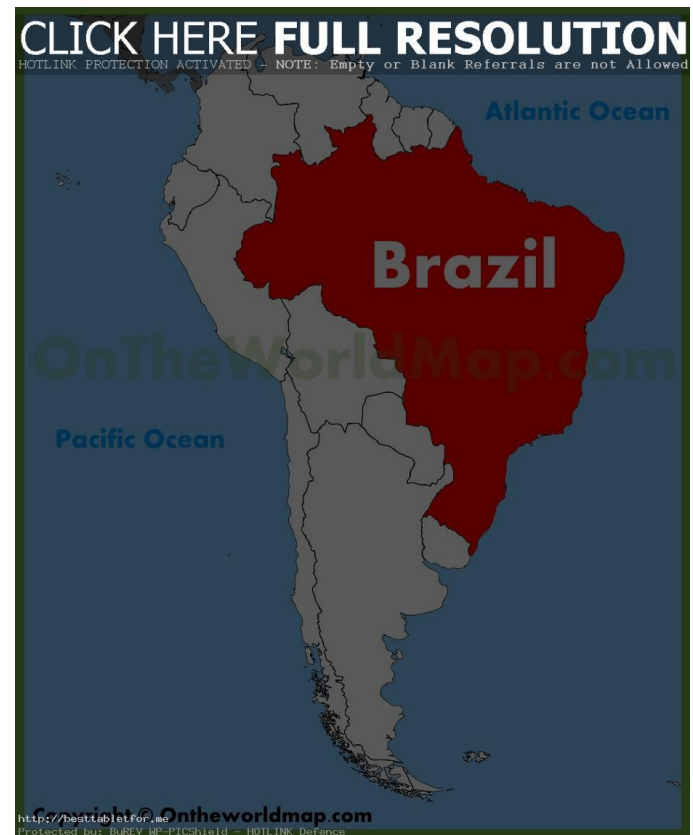 CLICK HERE FULL RESOLUTION
HOTLINK PROTECTION ACTIVATED - NOTE: Empty or Blank Referrals are not Allowed
Atlantic Ocean
Brazil
OnTheWorldMap.com
Pacific Ocean
Copyright © Ontheworldmap.com
http://besttabletfor.me
Protected by: BuREV WP-PICShield - HOTLINK Defence